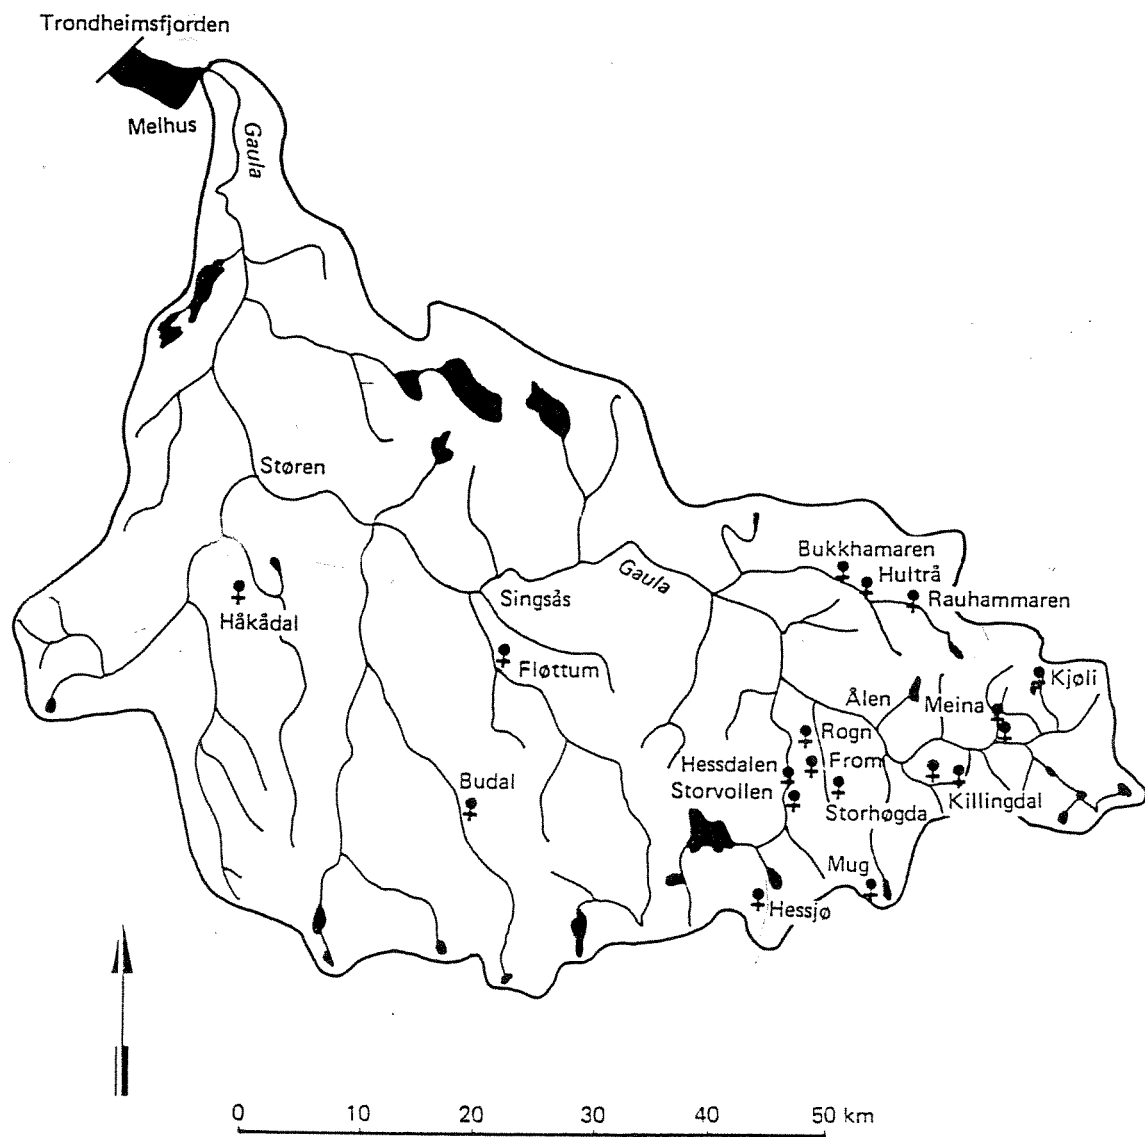 Trondheimsfjorden
Melhus
Gaula
Støren
Bukkhamaren
Hultrå
Gaula
Singsås
Rauhammaren
Håkådal
Fløttum
Kjøli
Ålen
Meina
Rogn
Hessdalen
From
Budal
Storvollen
Killingdal
Storhøgda
Mug
Hessjø
0 10 20 30 40 50 km